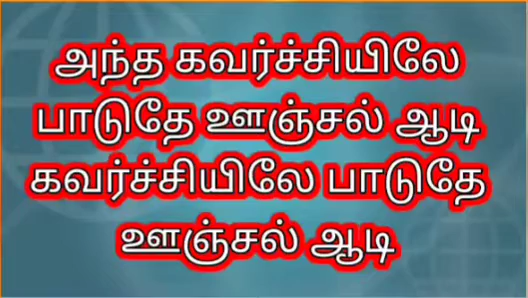 அந்த கவர்ச்சியிலே
பாடுதே ஊஞ்சல் ஆடி
கவர்ச்சியிலே பாடுதே
ஊஞ்சல் ஆடி